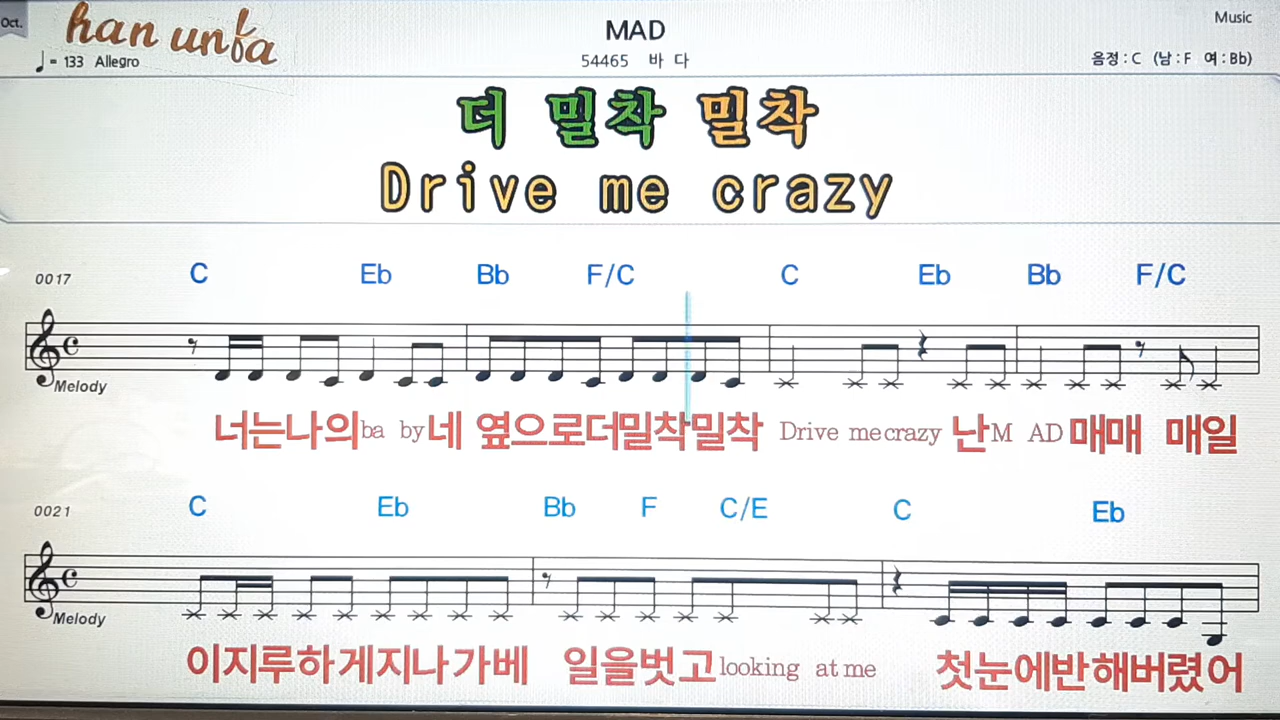 Oct.
han unfa
MAD
Music
♩ = 133 Allegro
54465 바 다
음정 : C (남 : F 여 : Bb)
더 밀착 밀착
Drive me crazy
0017
C Eb Bb F/C C Eb Bb F/C
Melody
너는나의ba by네 옆으로더밀착밀착 Drive me crazy 난M AD매매 매일
0021
C Eb Bb F C/E C Eb
Melody
이지루하게지나가베 일을벗고looking at me 첫눈에반해버렸어